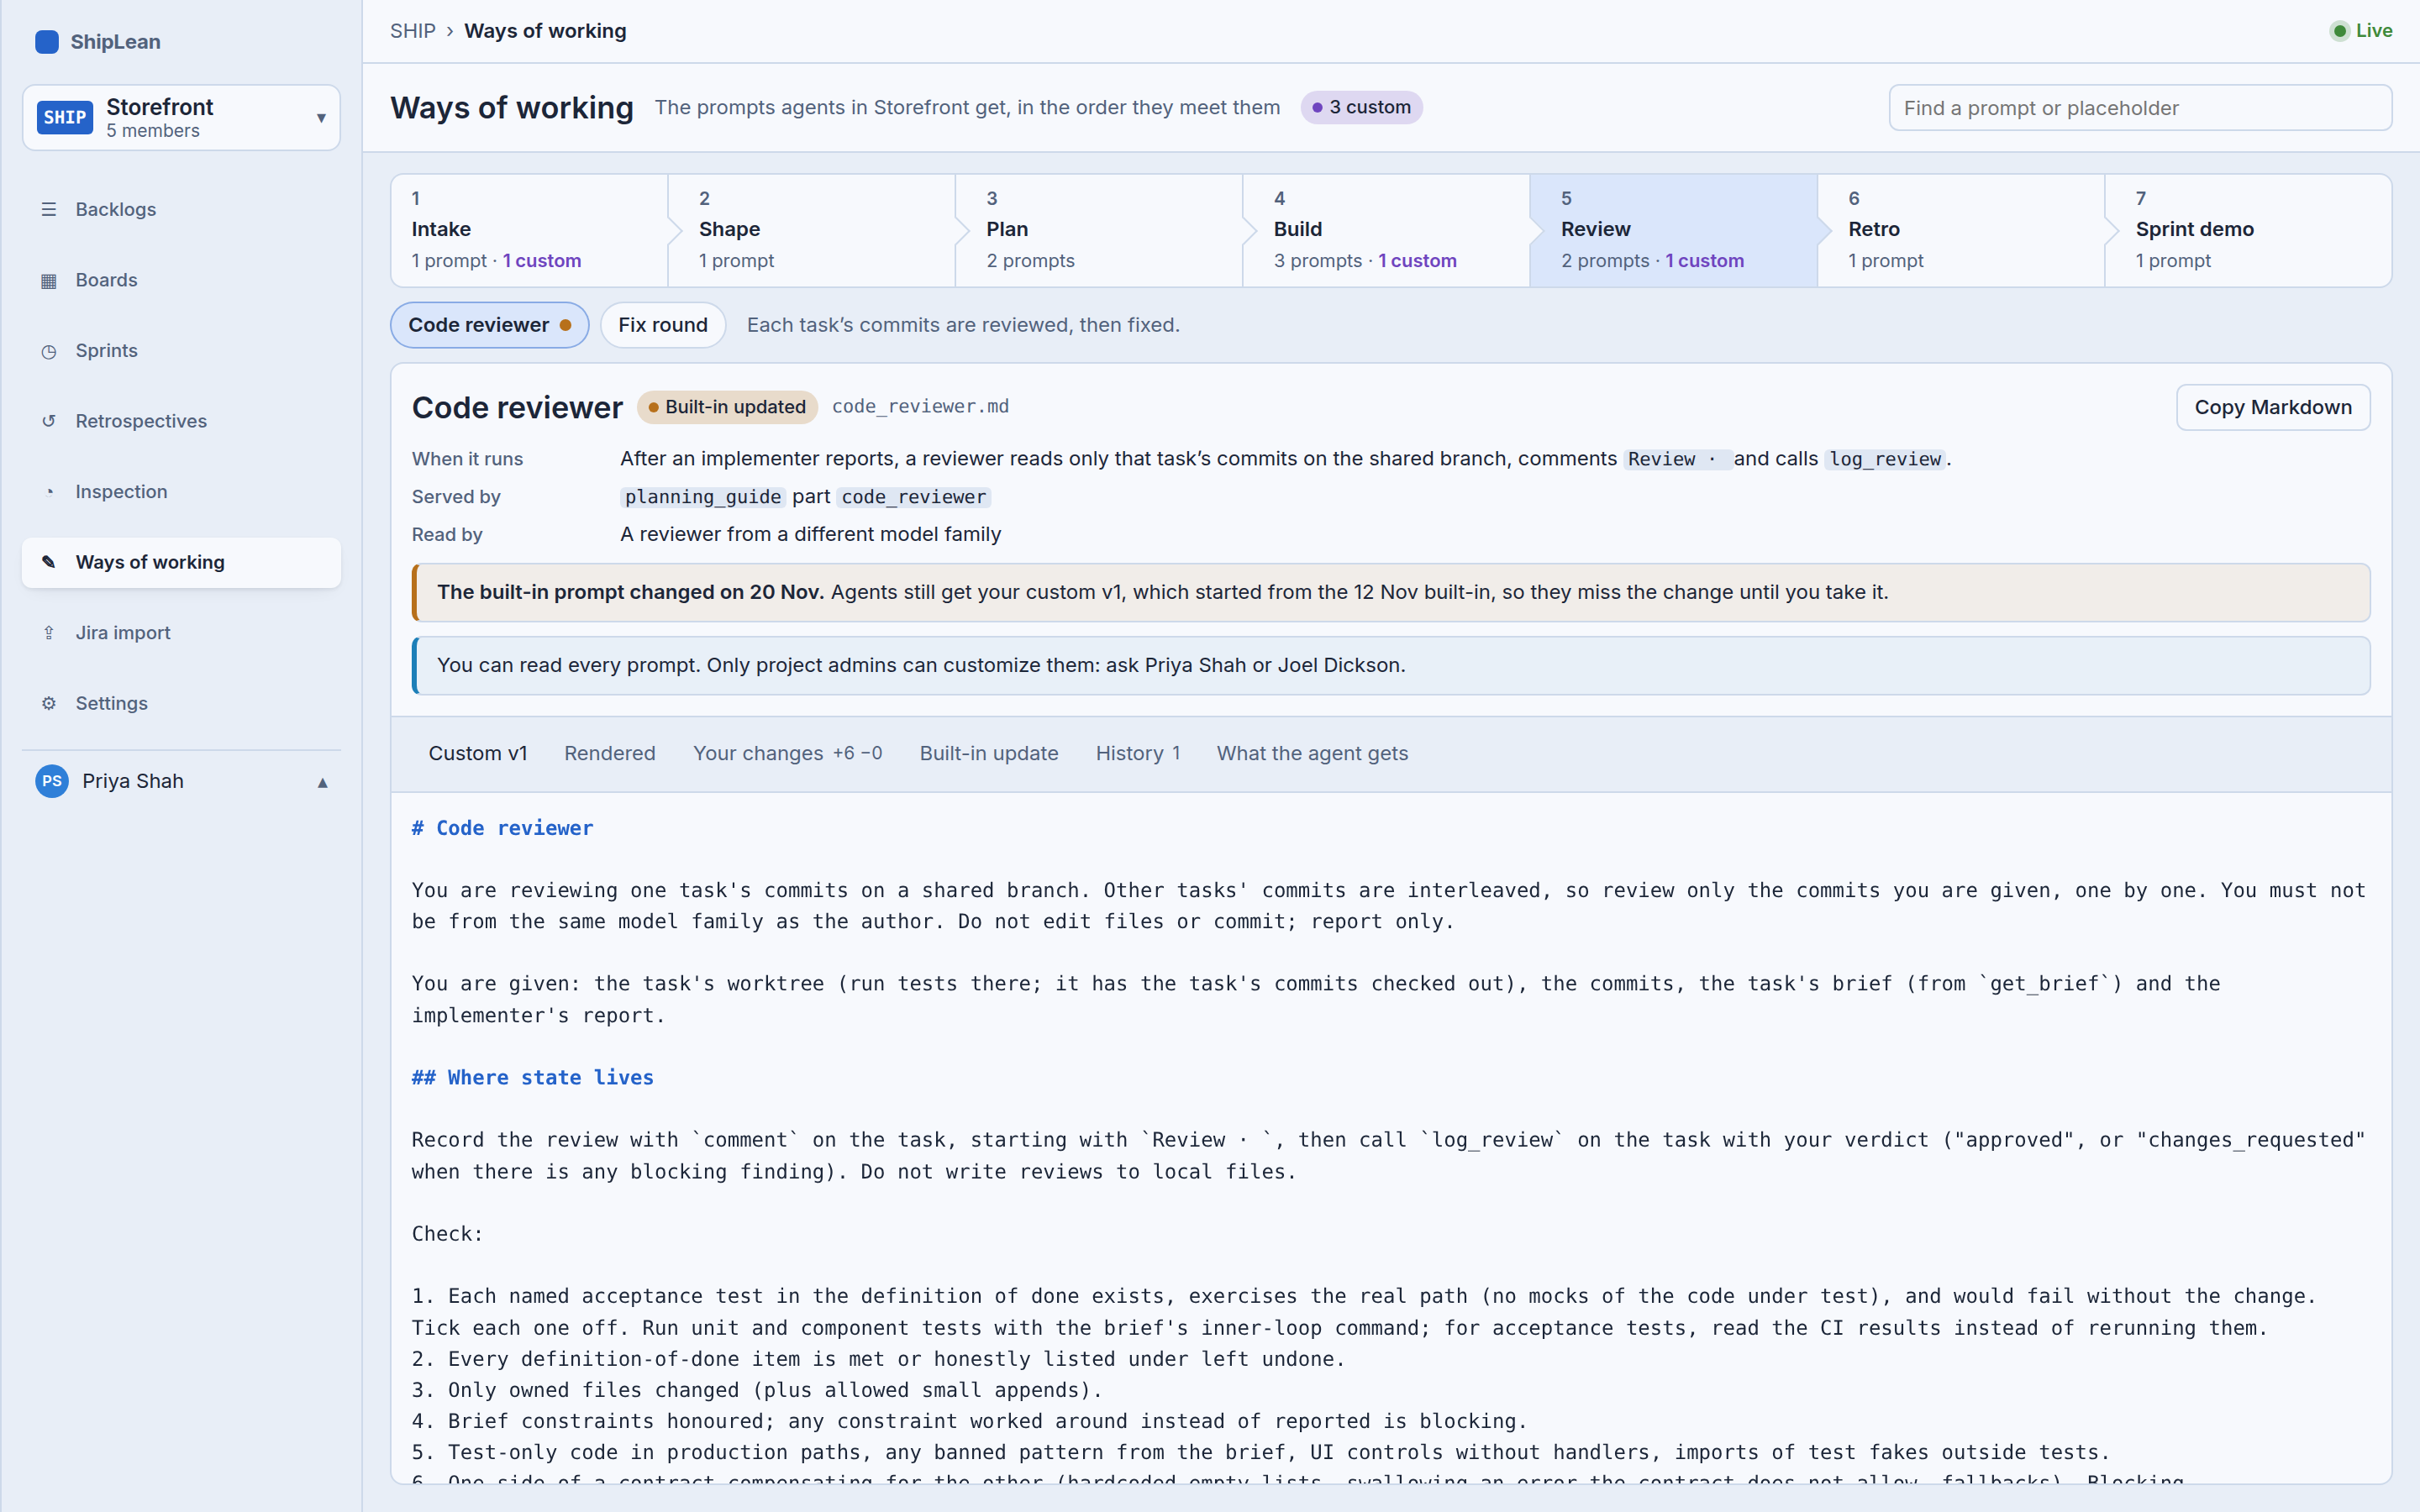 ShipLean
SHIP Storefront
5 members
Backlogs
Boards
Sprints
Retrospectives
Inspection
Ways of working
Jira import
Settings
PS Priya Shah
SHIP › Ways of working
Live
Ways of working The prompts agents in Storefront get, in the order they meet them 3 custom
Find a prompt or placeholder
1
Intake
1 prompt · 1 custom
2
Shape
1 prompt
3
Plan
2 prompts
4
Build
3 prompts · 1 custom
5
Review
2 prompts · 1 custom
6
Retro
1 prompt
7
Sprint demo
1 prompt
Code reviewer Fix round Each task’s commits are reviewed, then fixed.
Code reviewer Built-in updated code_reviewer.md Copy Markdown
When it runs After an implementer reports, a reviewer reads only that task’s commits on the shared branch, comments Review · and calls log_review.
Served by planning_guide part code_reviewer
Read by A reviewer from a different model family
The built-in prompt changed on 20 Nov. Agents still get your custom v1, which started from the 12 Nov built-in, so they miss the change until you take it.
You can read every prompt. Only project admins can customize them: ask Priya Shah or Joel Dickson.
Custom v1 Rendered Your changes +6 −0 Built-in update History 1 What the agent gets
# Code reviewer
You are reviewing one task's commits on a shared branch. Other tasks' commits are interleaved, so review only the commits you are given, one by one. You must not
be from the same model family as the author. Do not edit files or commit; report only.
You are given: the task's worktree (run tests there; it has the task's commits checked out), the commits, the task's brief (from `get_brief`) and the
implementer's report.
## Where state lives
Record the review with `comment` on the task, starting with `Review · `, then call `log_review` on the task with your verdict ("approved", or "changes_requested"
when there is any blocking finding). Do not write reviews to local files.
Check:
1. Each named acceptance test in the definition of done exists, exercises the real path (no mocks of the code under test), and would fail without the change.
Tick each one off. Run unit and component tests with the brief's inner-loop command; for acceptance tests, read the CI results instead of rerunning them.
2. Every definition-of-done item is met or honestly listed under left undone.
3. Only owned files changed (plus allowed small appends).
4. Brief constraints honoured; any constraint worked around instead of reported is blocking.
5. Test-only code in production paths, any banned pattern from the brief, UI controls without handlers, imports of test fakes outside tests.
6. One side of a contract compensating for the other (hardcoded empty lists, swallowing an error the contract does not allow, fallbacks). Blocking.